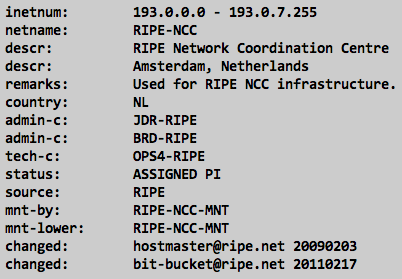 inetnum: 193.0.0.0 - 193.0.7.255
netname: RIPE-NCC
descr: RIPE Network Coordination Centre
descr: Amsterdam, Netherlands
remarks: Used for RIPE NCC infrastructure.
country: NL
admin-c: JDR-RIPE
admin-c: BRD-RIPE
tech-c: OPS4-RIPE
status: ASSIGNED PI
source: RIPE
mnt-by: RIPE-NCC-MNT
mnt-lower: RIPE-NCC-MNT
changed: hostmaster@ripe.net 20090203
changed: bit-bucket@ripe.net 20110217